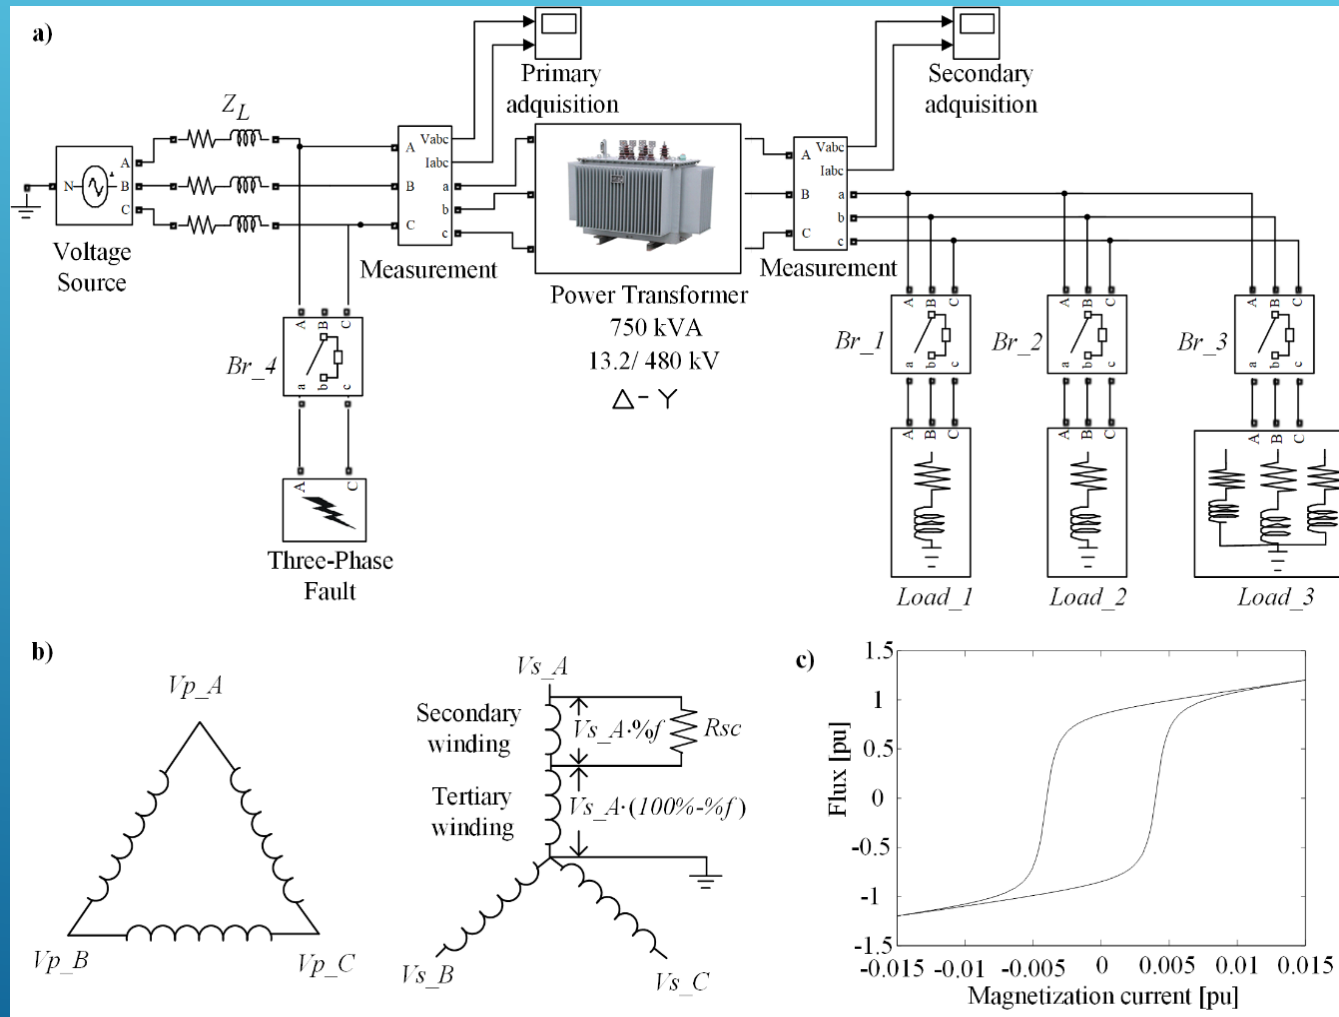 a)
Z_L
Primary
adquisition
Secondary
adquisition
A
B
C
N
Voltage
Source
A
B
C
Vabc
Iabc
a
b
c
Measurement
Power Transformer
750 kVA
13.2/ 480 kV
Δ - Y
A
B
C
Vabc
Iabc
a
b
c
Measurement
A B C
Br_4
a b c
A C
Three-Phase
Fault
A B C
Br_1
a b c
A B C
Load_1
A B C
Br_2
a b c
A B C
Load_2
A B C
Br_3
a b c
A B C
Load_3
b)
Vp_A
Vp_B
Vp_C
Vs_A
Secondary
winding
Vs_A·%f
Rsc
Tertiary
winding
Vs_A·(100%-%f)
Vs_B
Vs_C
c)
Flux [pu]
1.5
1
0.5
0
-0.5
-1
-1.5
-0.015 -0.01 -0.005 0 0.005 0.01 0.015
Magnetization current [pu]